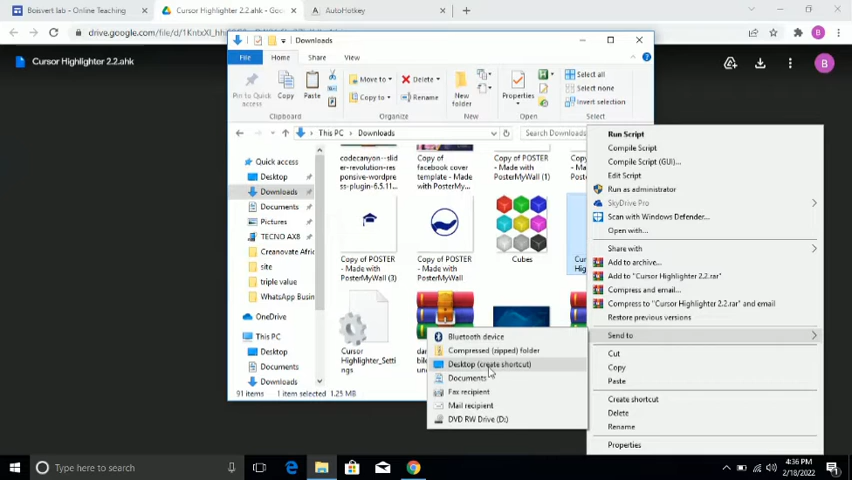 Boisvert lab - Online Teaching
Cursor Highlighter 2.2.ahk - Goo
AutoHotkey
Cursor Highlighter 2.2.ahk
B
B
Downloads
File
Home
Share
View
Pin to Quick access
Copy
Paste
Move to
Copy to
Delete
Rename
New folder
Properties
Select all
Select none
Invert selection
Clipboard
Organize
New
Open
Select
This PC > Downloads
Search Downloads
Quick access
Desktop
Downloads
Documents
Pictures
TECNO AX8
Creanovate Afri
site
triple value
WhatsApp Busin
OneDrive
This PC
Desktop
Documents
Downloads
codecanyon--slid
er-revolution-res
ponsive-wordpres
s-plugin-6.5.11...
Copy of
facebook cover
template - Made
with PosterMyW...
Copy of POSTER
- Made with
PosterMyWall (1)
Copy of POSTER
- Made with
PosterMyWall (3)
Copy of POSTER
- Made with
PosterMyWall
Cubes
Cursor
Highlighter_Setti
ngs
91 items
1 item selected 1.25 MB
Run Script
Compile Script
Compile Script (GUI)...
Edit Script
Run as administrator
SkyDrive Pro
Scan with Windows Defender...
Open with...
Share with
Add to archive...
Add to "Cursor Highlighter 2.2.rar"
Compress and email...
Compress to "Cursor Highlighter 2.2.rar" and email
Restore previous versions
Send to
Cut
Copy
Paste
Create shortcut
Delete
Rename
Properties
Bluetooth device
Compressed (zipped) folder
Desktop (create shortcut)
Documents
Fax recipient
Mail recipient
DVD RW Drive (D:)
Type here to search
4:36 PM
2/18/2022